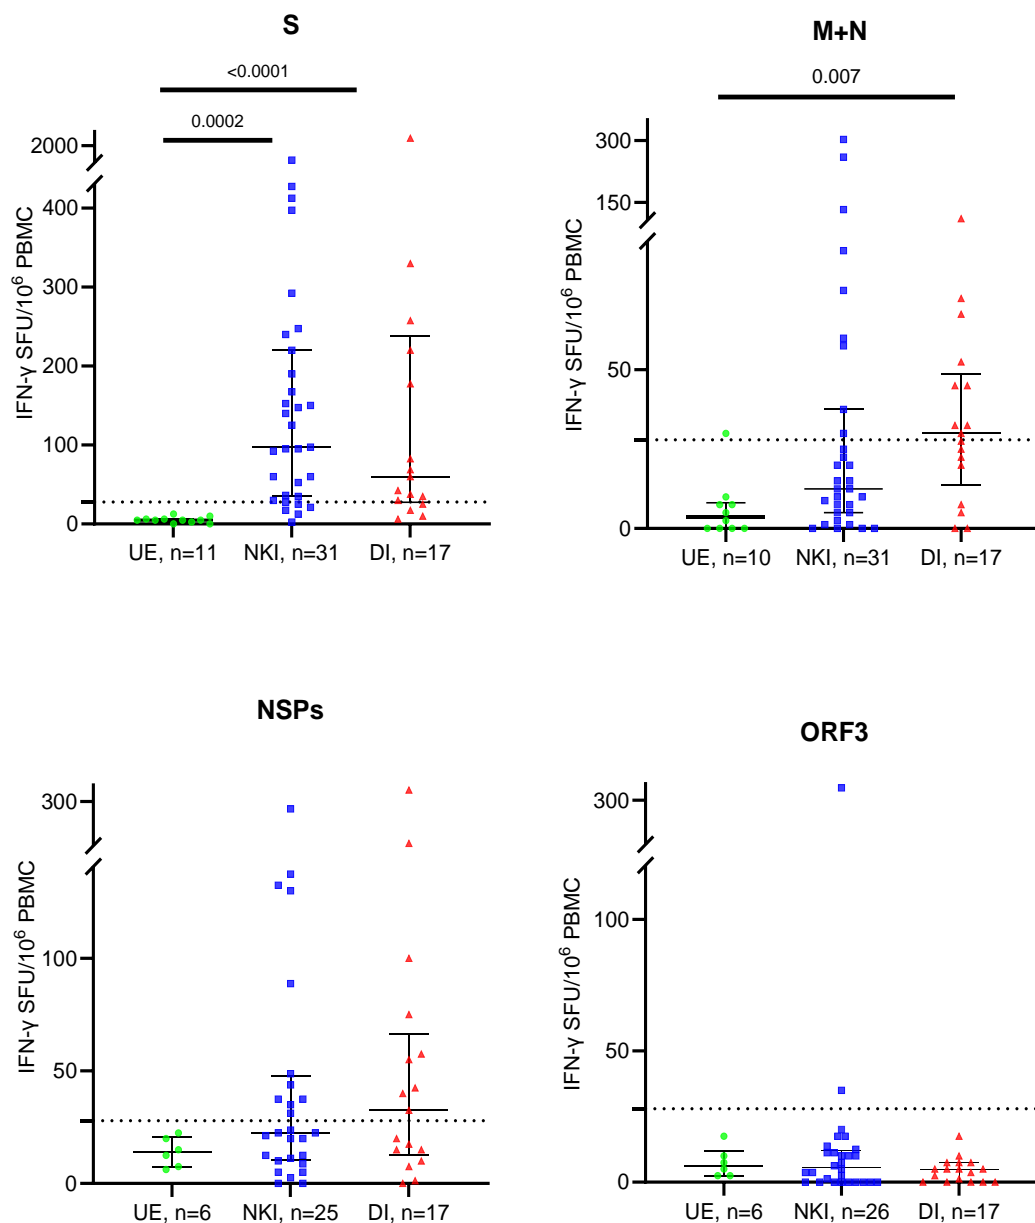 S
<0.0001
0.0002
2000
400
300
200
100
0
IFN-γ SFU/10⁶ PBMC
UE, n=11 NKI, n=31 DI, n=17
M+N
0.007
300
150
50
0
IFN-γ SFU/10⁶ PBMC
UE, n=10 NKI, n=31 DI, n=17
NSPs
300
100
50
0
IFN-γ SFU/10⁶ PBMC
UE, n=6 NKI, n=25 DI, n=17
ORF3
300
100
50
0
IFN-γ SFU/10⁶ PBMC
UE, n=6 NKI, n=26 DI, n=17